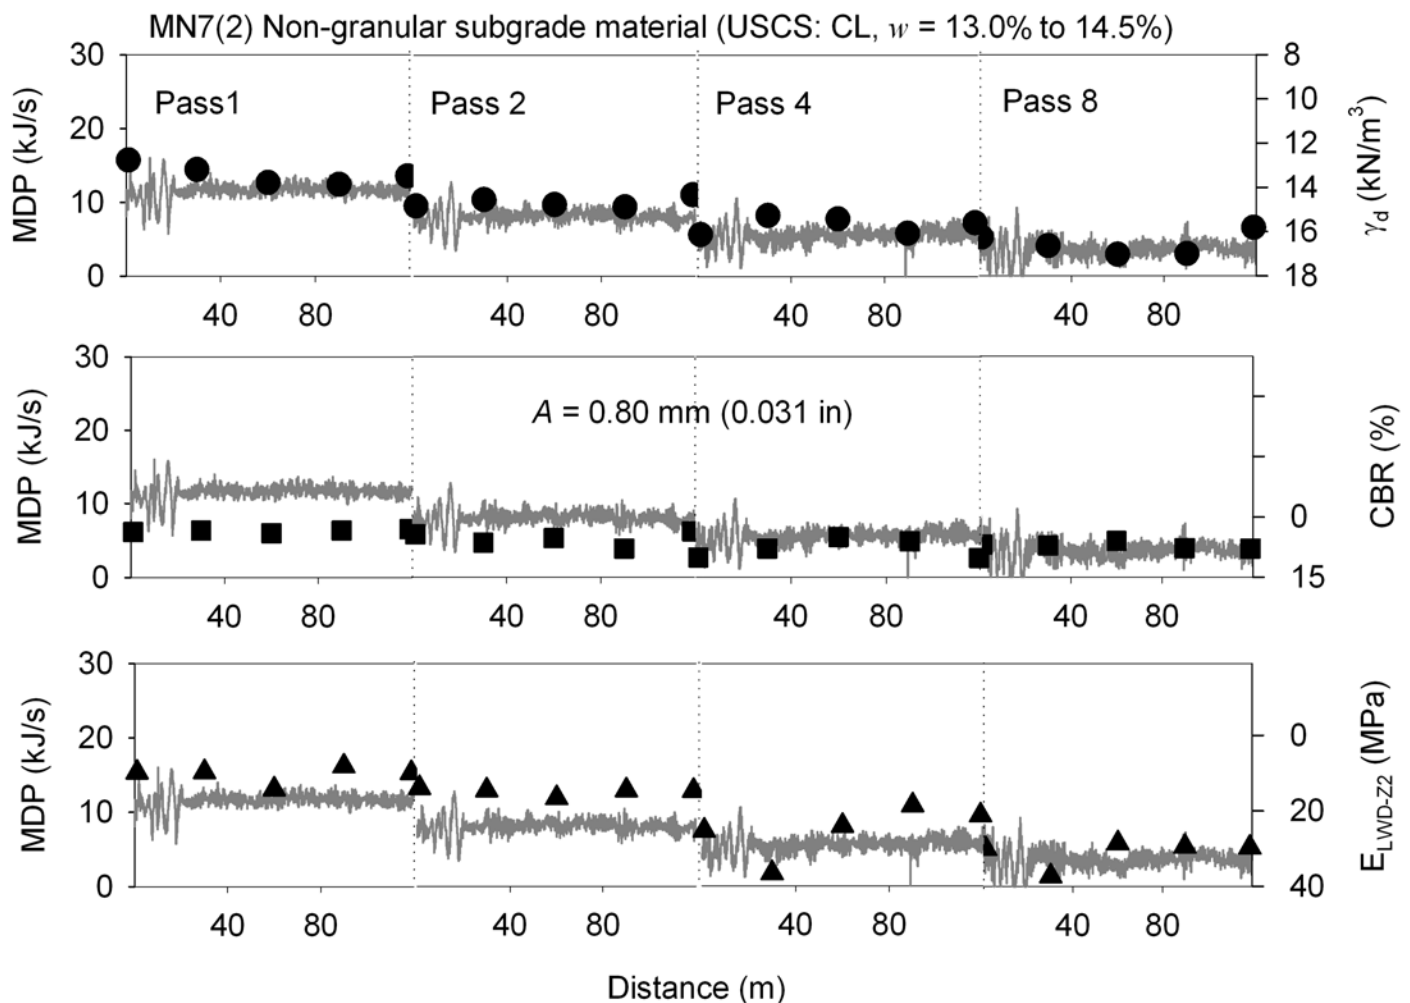 MN7(2) Non-granular subgrade material (USCS: CL, w = 13.0% to 14.5%)
30
20
10
0
MDP (kJ/s)
Pass1
Pass 2
Pass 4
Pass 8
8
10
12
14
16
18
γd (kN/m³)
40 80 40 80 40 80 40 80
30
20
10
0
MDP (kJ/s)
A = 0.80 mm (0.031 in)
0
15
CBR (%)
40 80 40 80 40 80 40 80
30
20
10
0
MDP (kJ/s)
0
20
40
ELWD-Z2 (MPa)
40 80 40 80 40 80 40 80
Distance (m)